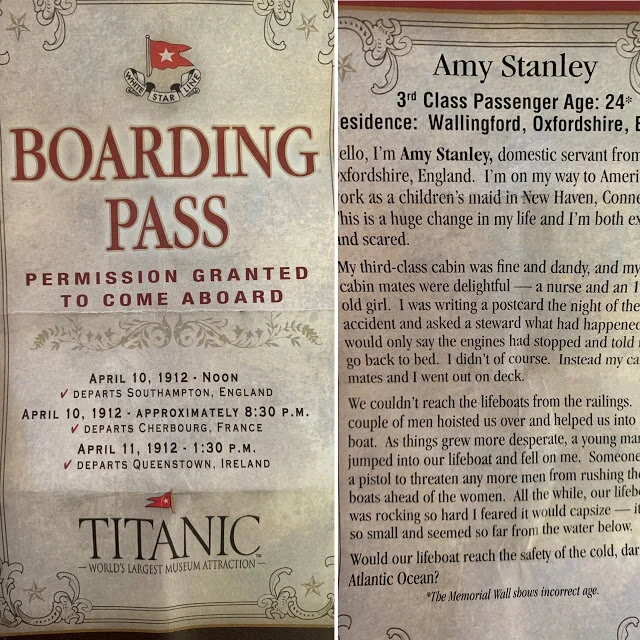 WHITE STAR LINE
BOARDING
PASS
PERMISSION GRANTED
TO COME ABOARD
APRIL 10, 1912 - NOON
✓ DEPARTS SOUTHAMPTON, ENGLAND
APRIL 10, 1912 - APPROXIMATELY 8:30 P.M.
✓ DEPARTS CHERBOURG, FRANCE
APRIL 11, 1912 - 1:30 P.M.
✓ DEPARTS QUEENSTOWN, IRELAND
TITANIC™
—WORLD'S LARGEST MUSEUM ATTRACTION—
Amy Stanley
3rd Class Passenger Age: 24*
esidence: Wallingford, Oxfordshire, E
ello, I'm Amy Stanley, domestic servant from
xfordshire, England. I'm on my way to Ameri
ork as a children's maid in New Haven, Conne
his is a huge change in my life and I'm both ex
and scared.
My third-class cabin was fine and dandy, and my
cabin mates were delightful — a nurse and an 1
old girl. I was writing a postcard the night of the
accident and asked a steward what had happened
would only say the engines had stopped and told
go back to bed. I didn't of course. Instead my ca
mates and I went out on deck.
We couldn't reach the lifeboats from the railings.
couple of men hoisted us over and helped us into
boat. As things grew more desperate, a young ma
jumped into our lifeboat and fell on me. Someone
a pistol to threaten any more men from rushing the
boats ahead of the women. All the while, our lifeb
was rocking so hard I feared it would capsize — it
so small and seemed so far from the water below.
Would our lifeboat reach the safety of the cold, dar
Atlantic Ocean?
*The Memorial Wall shows incorrect age.